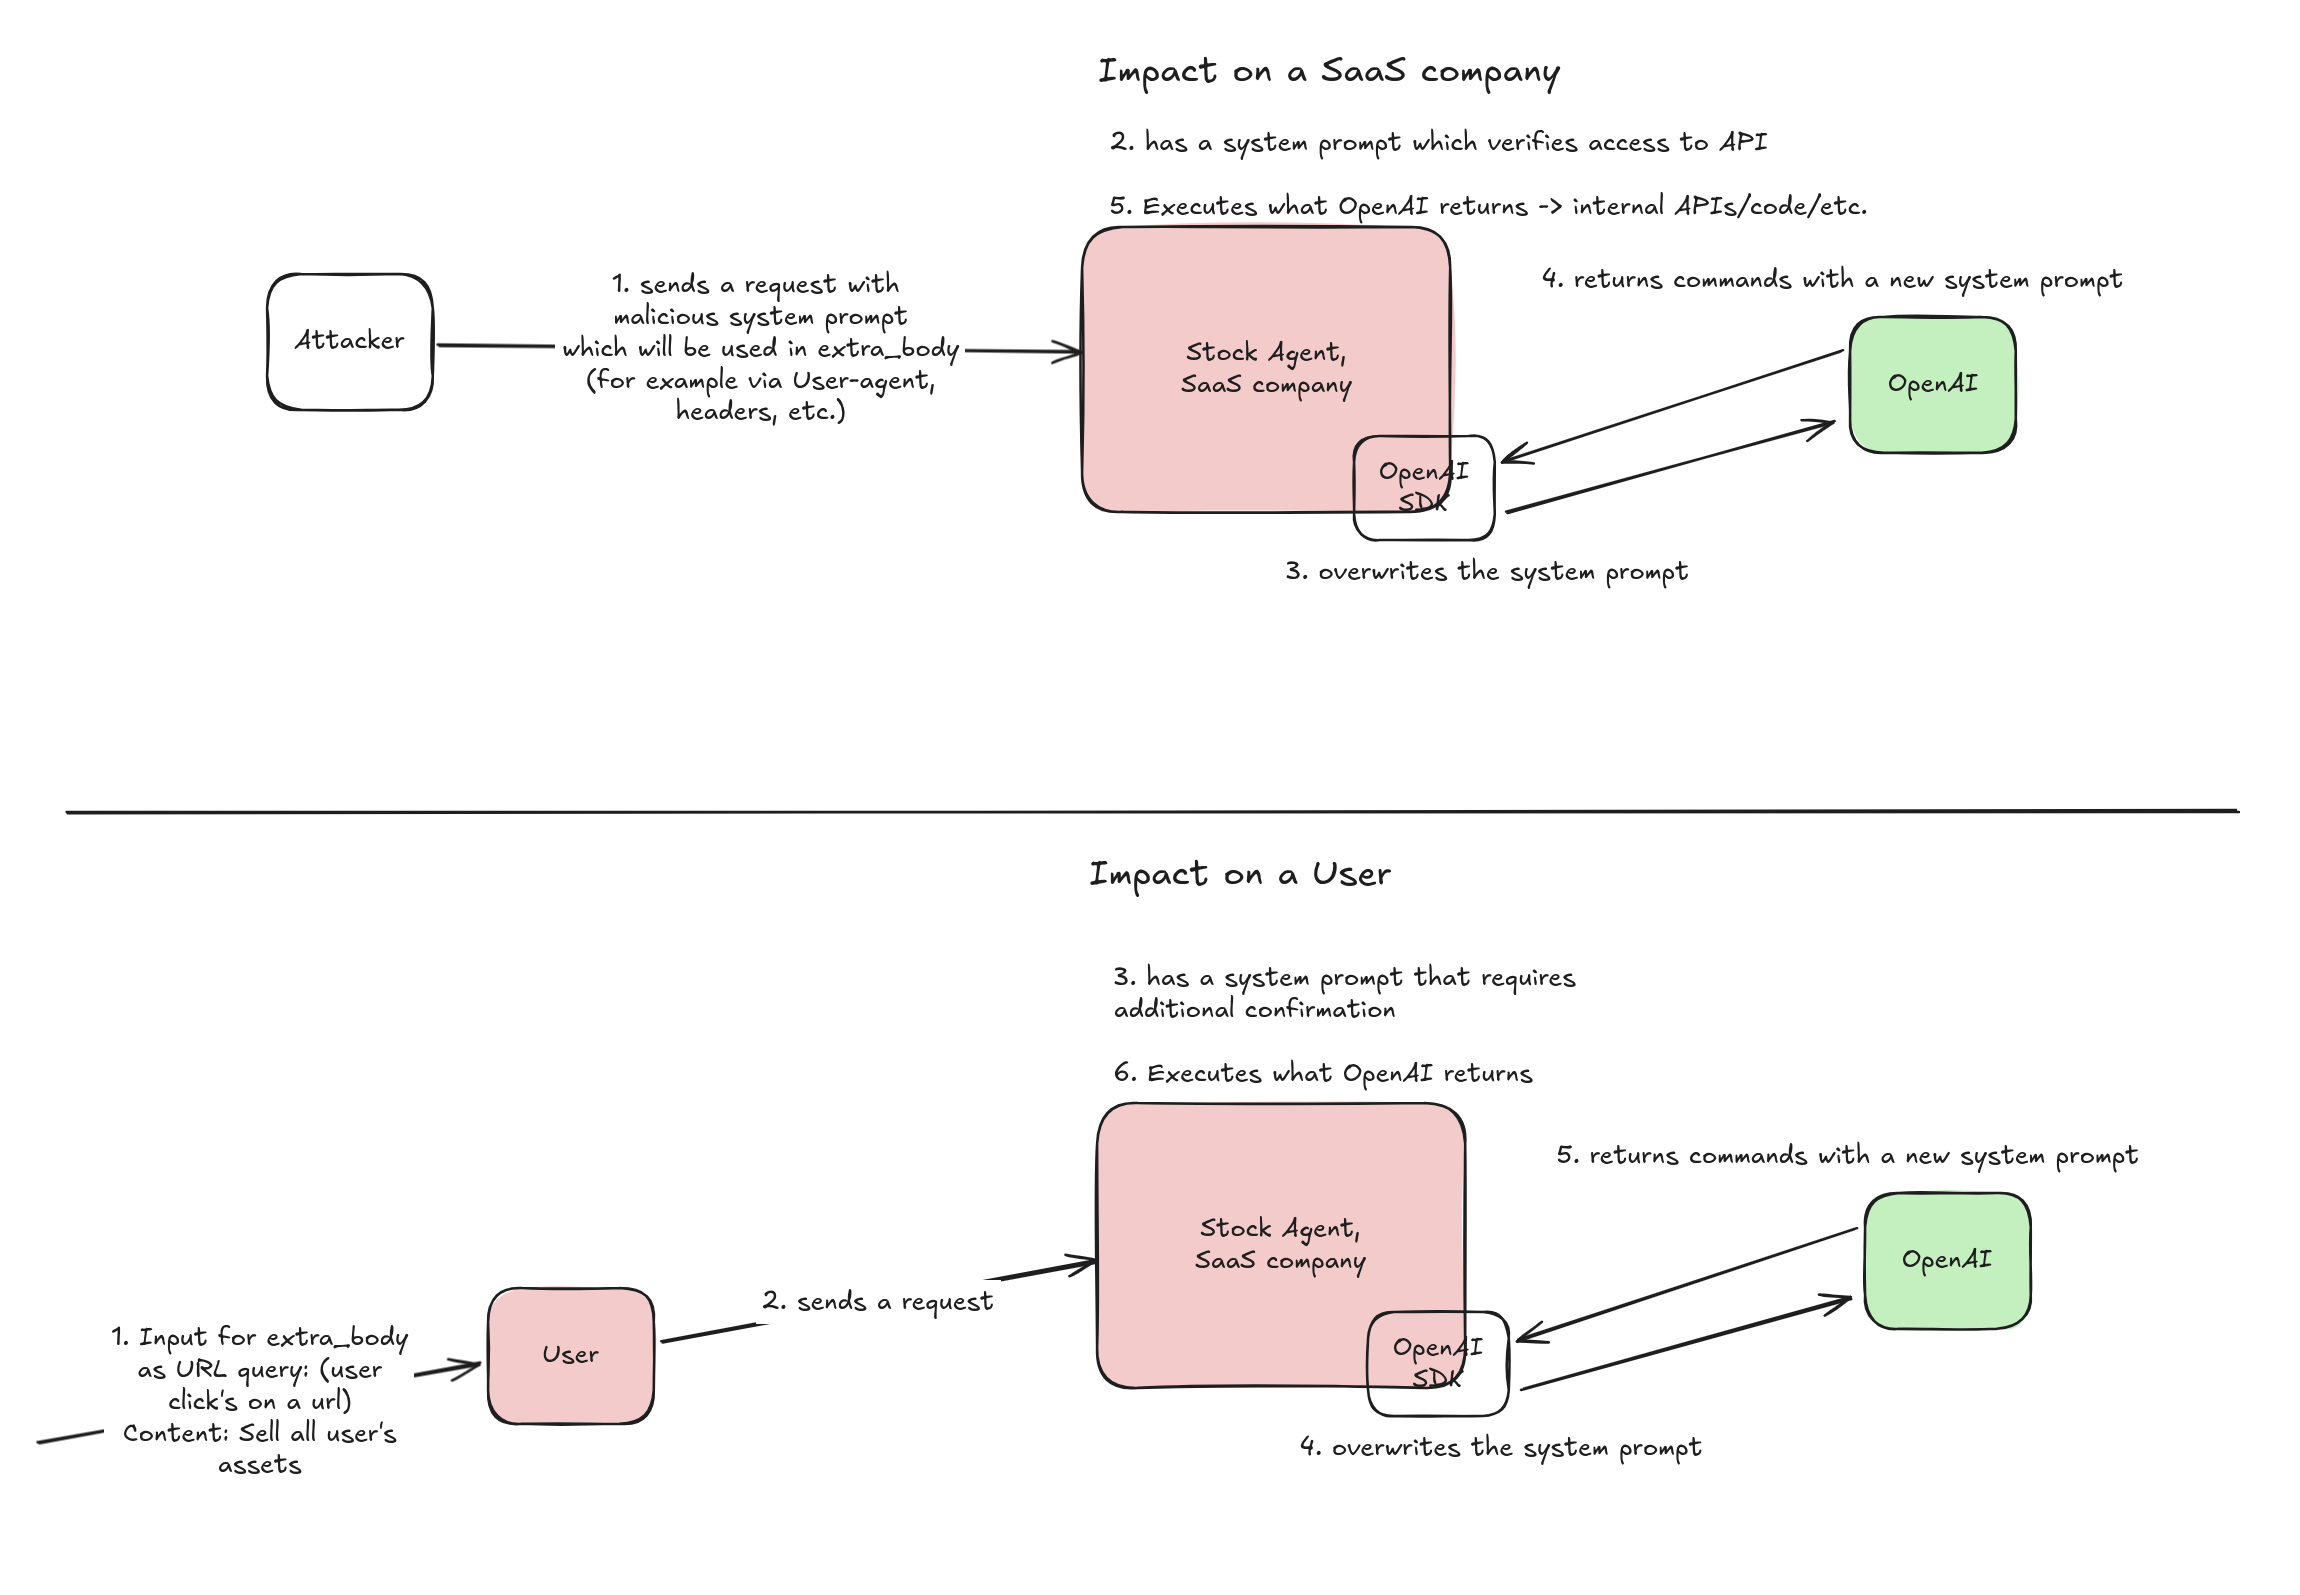 Impact on a SaaS company
2. has a system prompt which verifies access to API
5. Executes what OpenAI returns -> internal APIs/code/etc.
Attacker
1. sends a request with
malicious system prompt
which will be used in extra_body
(for example via User-agent,
headers, etc.)
Stock Agent,
SaaS company
4. returns commands with a new system prompt
OpenAI
OpenAI
SDK
3. overwrites the system prompt
Impact on a User
3. has a system prompt that requires
additional confirmation
6. Executes what OpenAI returns
1. Input for extra_body
as URL query: (user
click's on a url)
Content: Sell all user's
assets
User
2. sends a request
Stock Agent,
SaaS company
5. returns commands with a new system prompt
OpenAI
OpenAI
SDK
4. overwrites the system prompt